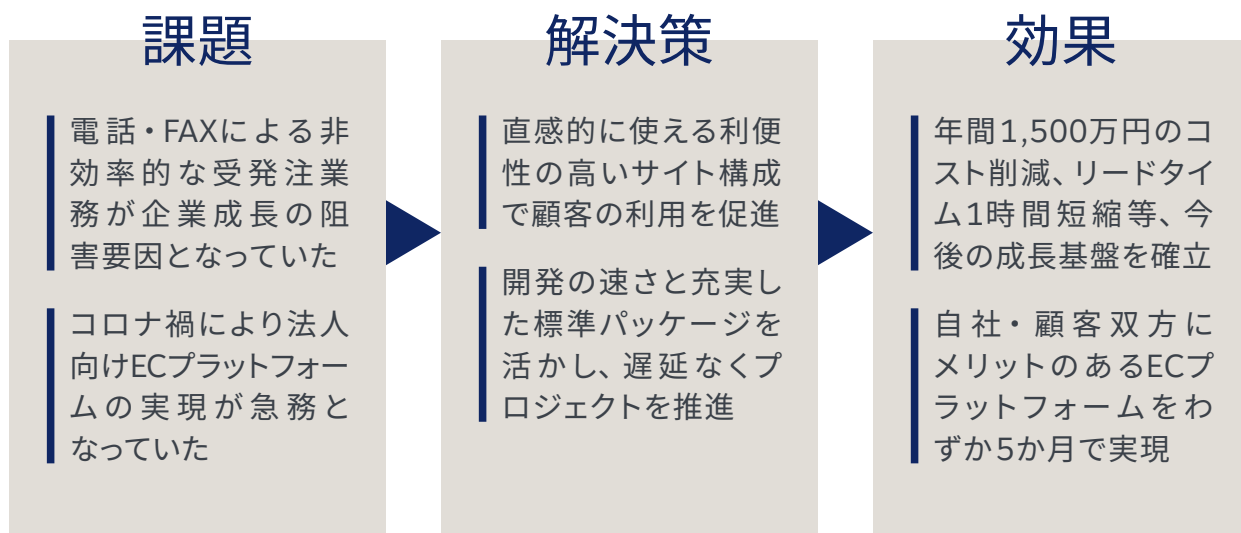 課題
電話・FAXによる非
効率的な受発注業
務が企業成長の阻
害要因となっていた
コロナ禍により法人
向けECプラットフォー
ムの実現が急務と
なっていた
解決策
直感的に使える利便
性の高いサイト構成
で顧客の利用を促進
開発の速さと充実し
た標準パッケージを
活かし、遅延なくプ
ロジェクトを推進
効果
年間1,500万円のコ
スト削減、リードタイ
ム1時間短縮等、今
後の成長基盤を確立
自社・顧客双方に
メリットのあるECプ
ラットフォームをわ
ずか5か月で実現